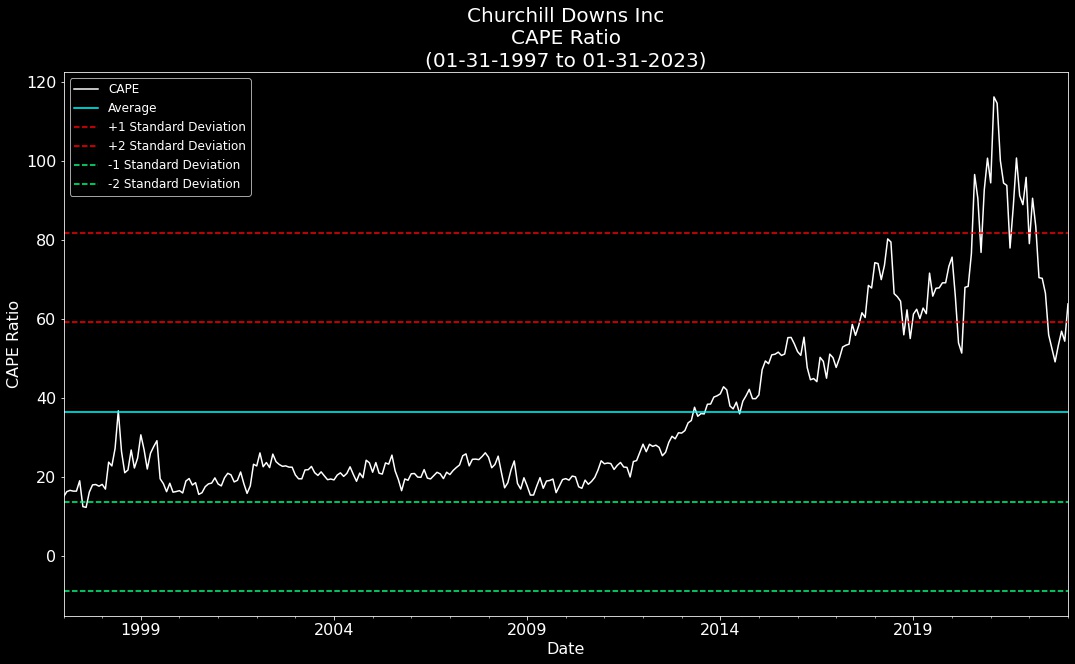 Churchill Downs Inc
CAPE Ratio
(01-31-1997 to 01-31-2023)
CAPE
Average
+1 Standard Deviation
+2 Standard Deviation
-1 Standard Deviation
-2 Standard Deviation
CAPE Ratio
120
100
80
60
40
20
0
1999 2004 2009 2014 2019
Date